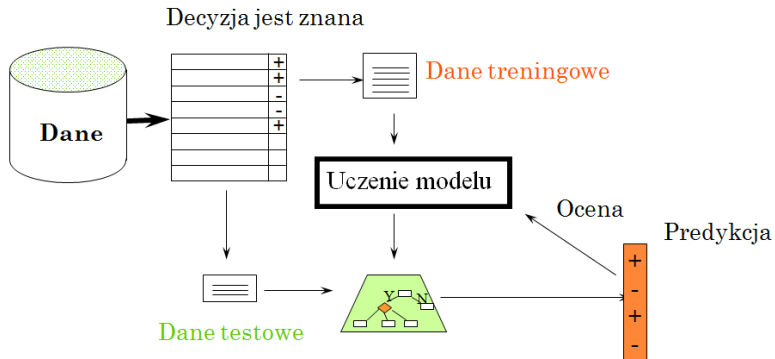 Decyzja jest znana
Dane
+
+
-
-
+
Dane treningowe
Uczenie modelu
Ocena
Predykcja
+
-
+
-
Y
N
Dane testowe